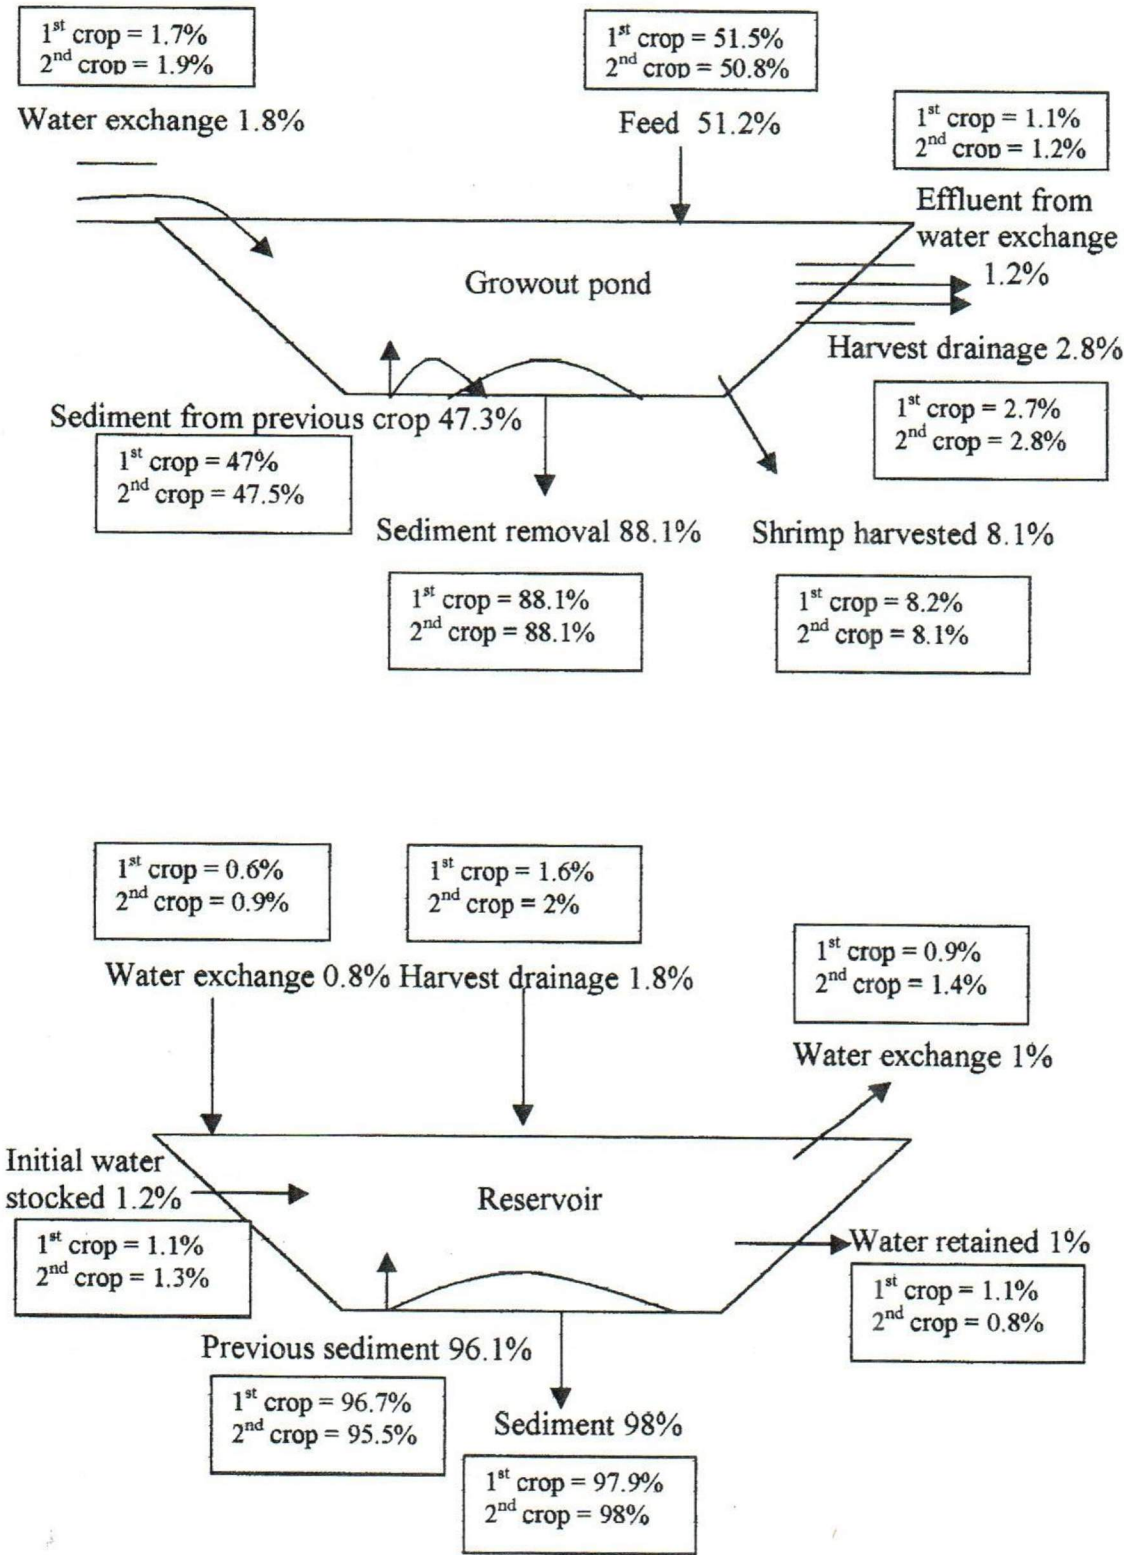 1st crop = 1.7%
2nd crop = 1.9%
Water exchange 1.8%
1st crop = 51.5%
2nd crop = 50.8%
Feed 51.2%
1st crop = 1.1%
2nd crop = 1.2%
Effluent from
water exchange
1.2%
Growout pond
Harvest drainage 2.8%
1st crop = 2.7%
2nd crop = 2.8%
Sediment from previous crop 47.3%
1st crop = 47%
2nd crop = 47.5%
Sediment removal 88.1%
1st crop = 88.1%
2nd crop = 88.1%
Shrimp harvested 8.1%
1st crop = 8.2%
2nd crop = 8.1%
1st crop = 0.6%
2nd crop = 0.9%
Water exchange 0.8%
1st crop = 1.6%
2nd crop = 2%
Harvest drainage 1.8%
1st crop = 0.9%
2nd crop = 1.4%
Water exchange 1%
Initial water
stocked 1.2%
1st crop = 1.1%
2nd crop = 1.3%
Reservoir
Water retained 1%
1st crop = 1.1%
2nd crop = 0.8%
Previous sediment 96.1%
1st crop = 96.7%
2nd crop = 95.5%
Sediment 98%
1st crop = 97.9%
2nd crop = 98%